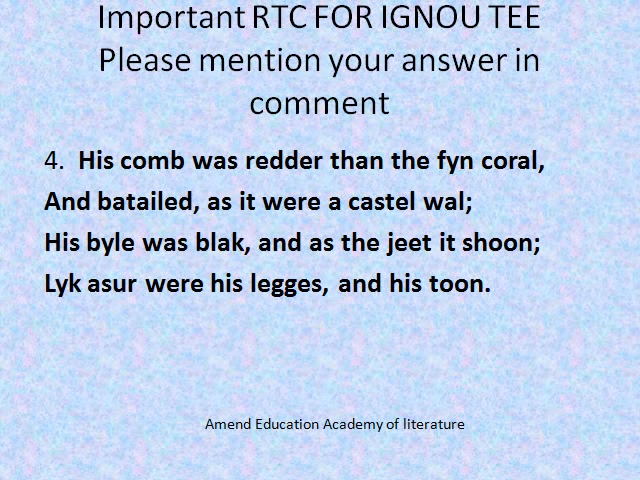 Important RTC FOR IGNOU TEE
Please mention your answer in
comment
4. His comb was redder than the fyn coral,
And batailed, as it were a castel wal;
His byle was blak, and as the jeet it shoon;
Lyk asur were his legges, and his toon.
Amend Education Academy of literature